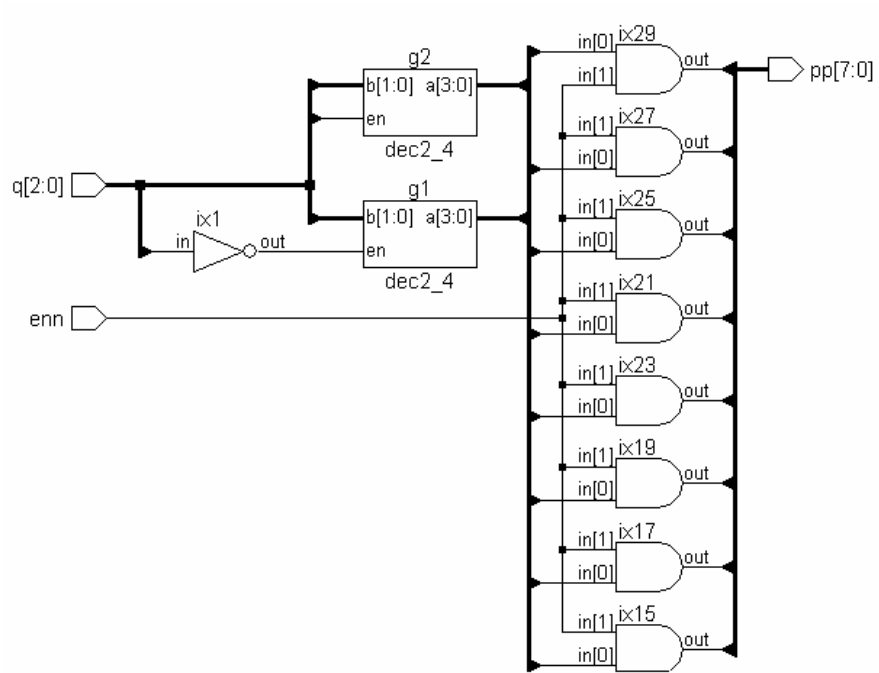 g2
b[1:0] a[3:0]
en
dec2_4
q[2:0]
g1
b[1:0] a[3:0]
en
dec2_4
ix1
in
out
enn
in[0]
ix29
in[1]
out
pp[7:0]
in[1]
ix27
in[0]
out
in[1]
ix25
in[0]
out
in[1]
ix21
in[0]
out
in[1]
ix23
in[0]
out
in[1]
ix19
in[0]
out
in[1]
ix17
in[0]
out
in[1]
ix15
in[0]
out